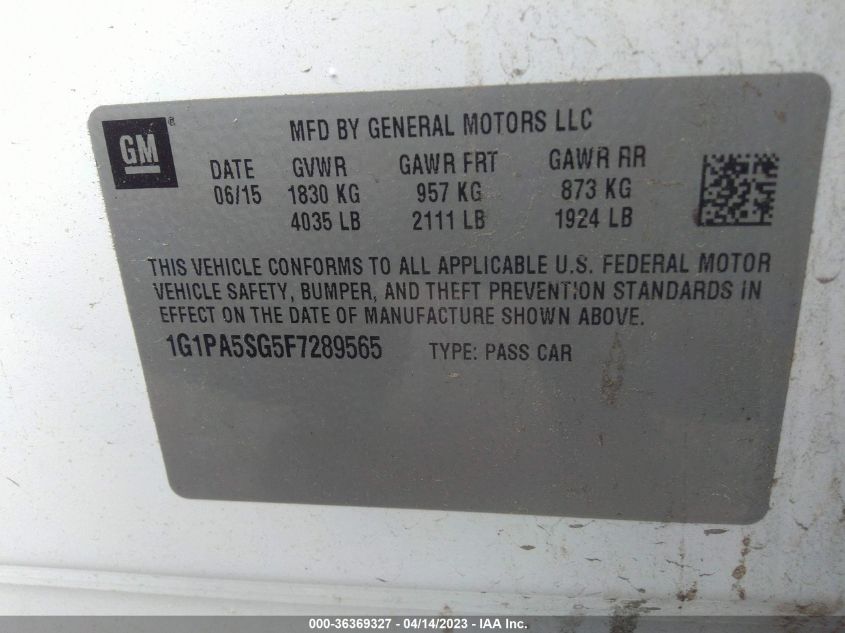 GM ®
MFD BY GENERAL MOTORS LLC
DATE GVWR GAWR FRT GAWR RR
06/15 1830 KG 957 KG 873 KG
4035 LB 2111 LB 1924 LB
THIS VEHICLE CONFORMS TO ALL APPLICABLE U.S. FEDERAL MOTOR
VEHICLE SAFETY, BUMPER, AND THEFT PREVENTION STANDARDS IN
EFFECT ON THE DATE OF MANUFACTURE SHOWN ABOVE.
1G1PA5SG5F7289565 TYPE: PASS CAR
000-36369327 - 04/14/2023 - IAA Inc.